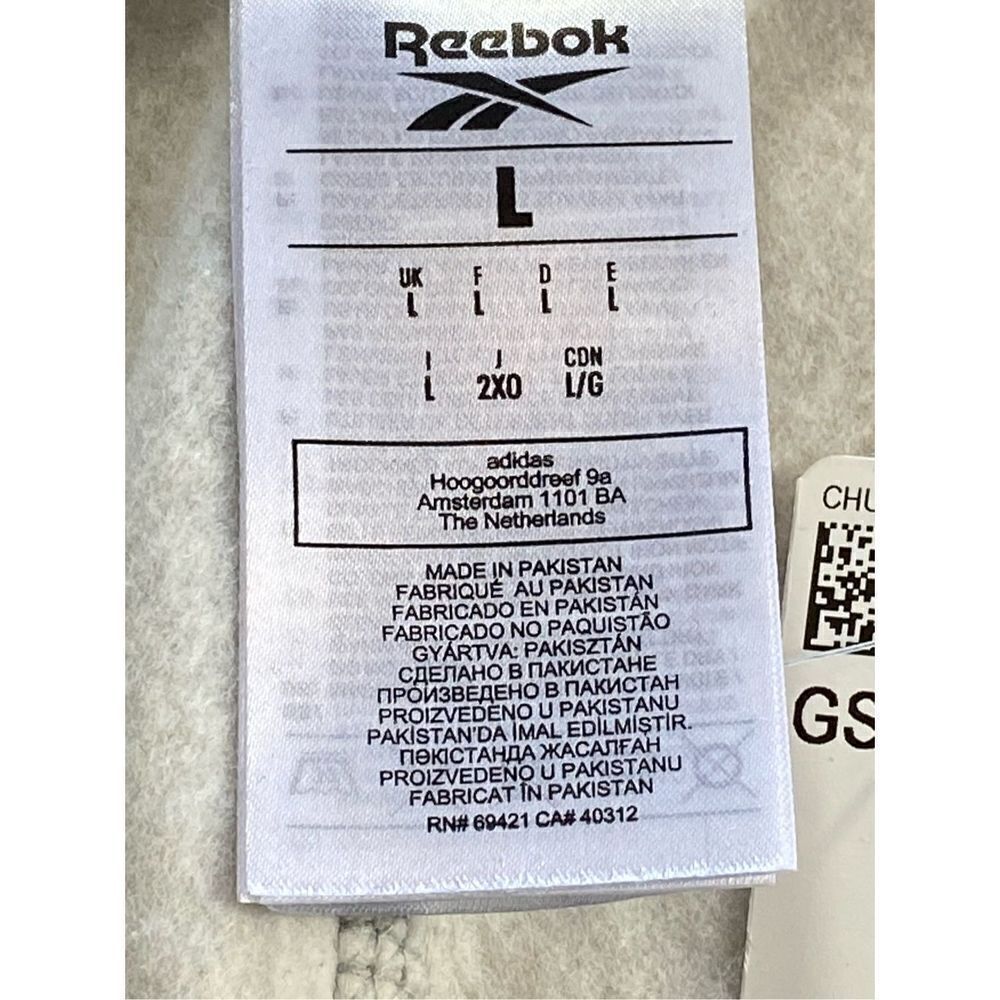 Reebok
L
UK F D E
L L L L
I J CDN
L 2XO L/G
adidas
Hoogoorddreef 9a
Amsterdam 1101 BA
The Netherlands
MADE IN PAKISTAN
FABRIQUÉ AU PAKISTAN
FABRICADO EN PAKISTÁN
FABRICADO NO PAQUISTÃO
GYÁRTVA: PAKISZTÁN
СДЕЛАНО В ПАКИСТАНЕ
ПРОИЗВЕДЕНО В ПАКИСТАН
PROIZVEDENO U PAKISTANU
PAKİSTAN'DA İMAL EDİLMİŞTİR.
ПӘКІСТАНДА ЖАСАЛҒАН
PROIZVEDENO U PAKISTANU
FABRICAT ÎN PAKISTAN
RN# 69421 CA# 40312
CHU
GS